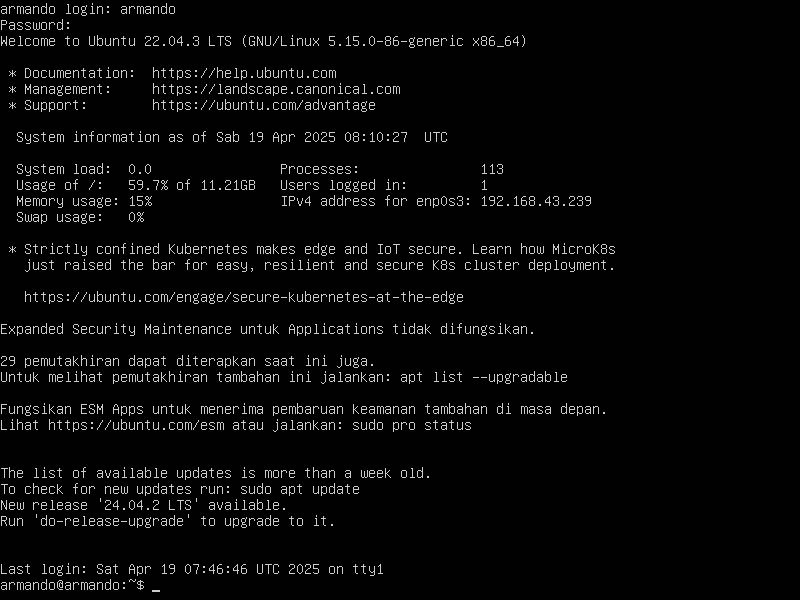 armando login: armando
Password:
Welcome to Ubuntu 22.04.3 LTS (GNU/Linux 5.15.0-86-generic x86_64)
* Documentation: https://help.ubuntu.com
* Management: https://landscape.canonical.com
* Support: https://ubuntu.com/advantage
System information as of Sab 19 Apr 2025 08:10:27 UTC
System load: 0.0 Processes: 113
Usage of /: 59.7% of 11.21GB Users logged in: 1
Memory usage: 15% IPv4 address for enp0s3: 192.168.43.239
Swap usage: 0%
* Strictly confined Kubernetes makes edge and IoT secure. Learn how MicroK8s
just raised the bar for easy, resilient and secure K8s cluster deployment.
https://ubuntu.com/engage/secure-kubernetes-at-the-edge
Expanded Security Maintenance untuk Applications tidak difungsikan.
29 pemutakhiran dapat diterapkan saat ini juga.
Untuk melihat pemutakhiran tambahan ini jalankan: apt list --upgradable
Fungsikan ESM Apps untuk menerima pembaruan keamanan tambahan di masa depan.
Lihat https://ubuntu.com/esm atau jalankan: sudo pro status
The list of available updates is more than a week old.
To check for new updates run: sudo apt update
New release '24.04.2 LTS' available.
Run 'do-release-upgrade' to upgrade to it.
Last login: Sat Apr 19 07:46:46 UTC 2025 on tty1
armando@armando:~$ _